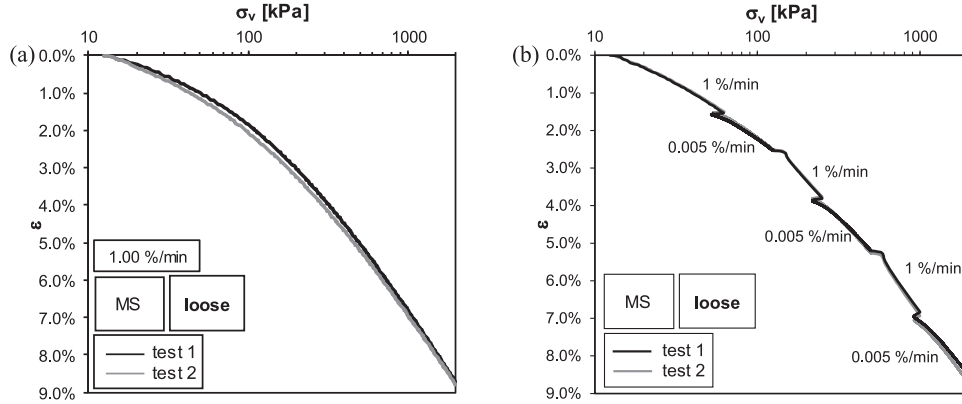 (a)
σv [kPa]
10 100 1000
0.0%
1.0%
2.0%
3.0%
4.0%
5.0%
6.0%
7.0%
8.0%
9.0%
ε
1.00 %/min
MS loose
test 1
test 2
(b)
σv [kPa]
10 100 1000
0.0%
1.0%
2.0%
3.0%
4.0%
5.0%
6.0%
7.0%
8.0%
9.0%
ε
1 %/min
0.005 %/min
1 %/min
0.005 %/min
1 %/min
0.005 %/min
MS loose
test 1
test 2